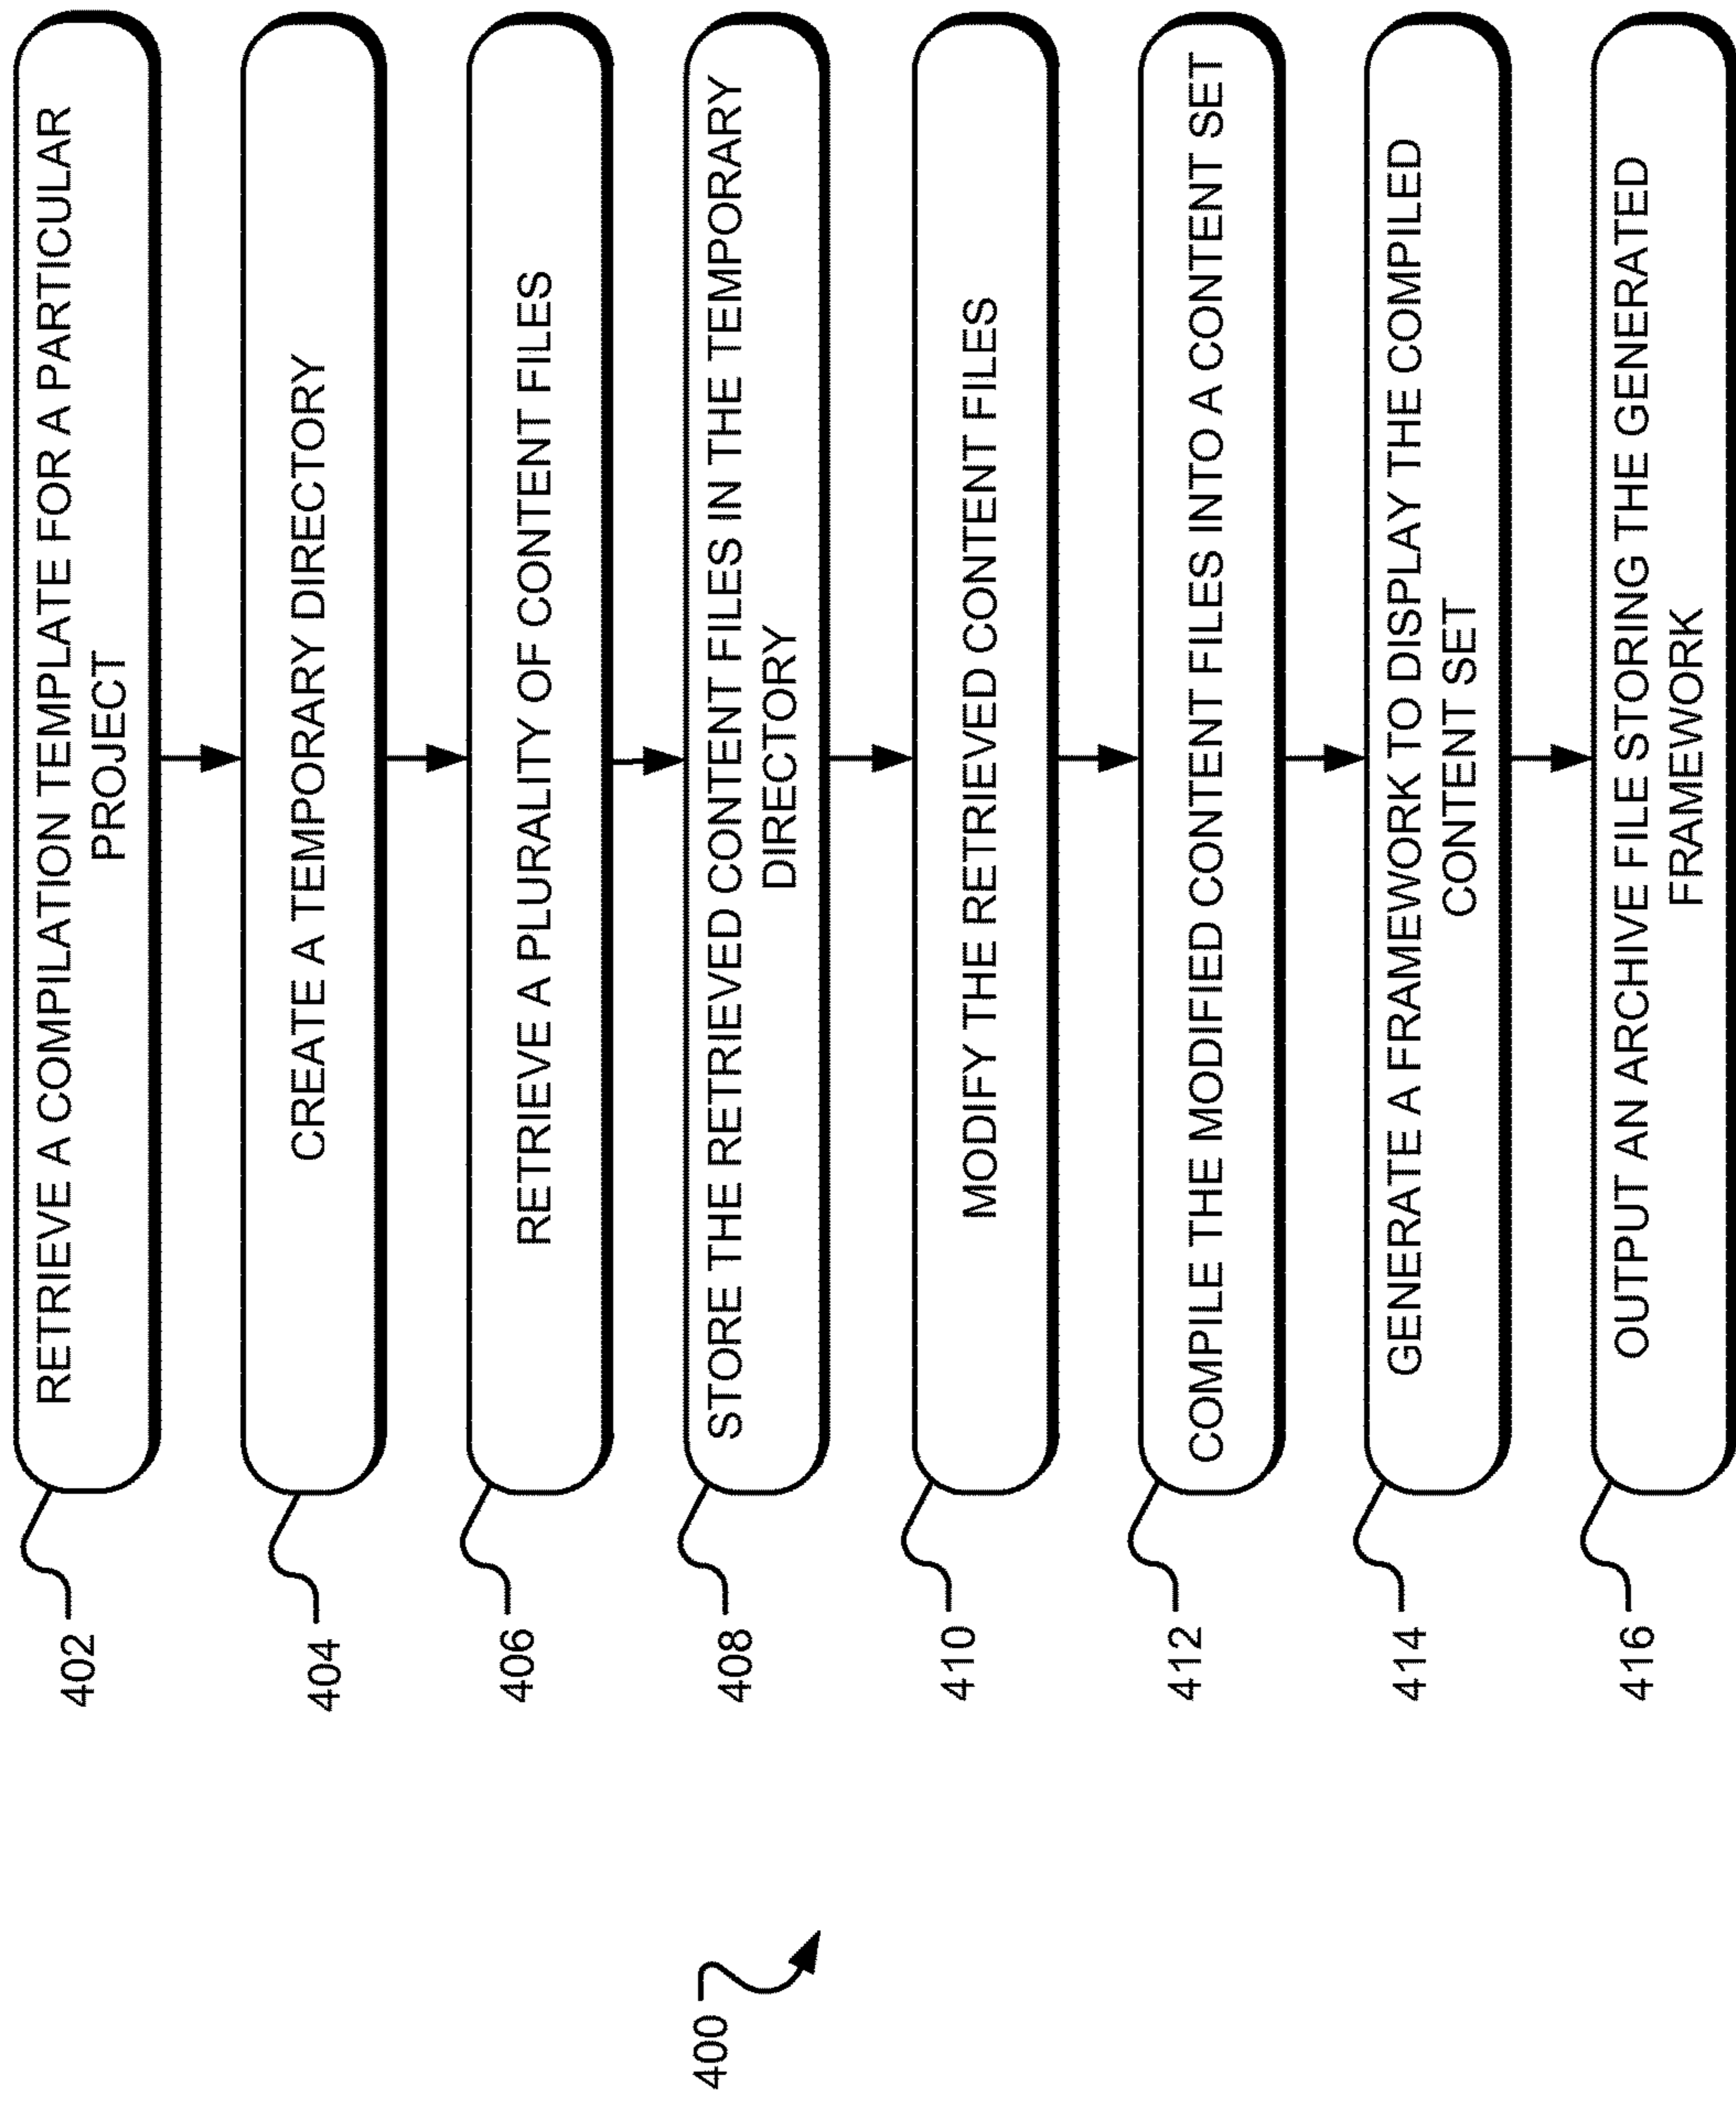 400
402
RETRIEVE A COMPILATION TEMPLATE FOR A PARTICULAR
PROJECT
404
CREATE A TEMPORARY DIRECTORY
406
RETRIEVE A PLURALITY OF CONTENT FILES
408
STORE THE RETRIEVED CONTENT FILES IN THE TEMPORARY
DIRECTORY
410
MODIFY THE RETRIEVED CONTENT FILES
412
COMPILE THE MODIFIED CONTENT FILES INTO A CONTENT SET
414
GENERATE A FRAMEWORK TO DISPLAY THE COMPILED
CONTENT SET
416
OUTPUT AN ARCHIVE FILE STORING THE GENERATED
FRAMEWORK